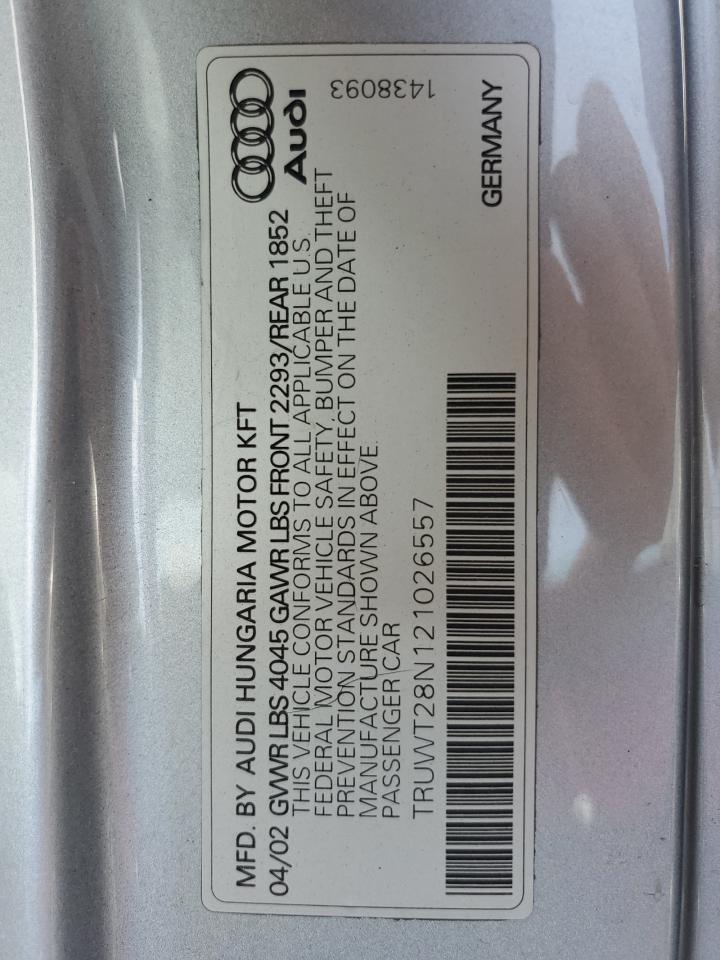 MFD. BY AUDI HUNGARIA MOTOR KFT
04/02 GVWR LBS 4045 GAWR LBS FRONT 2293/REAR 1852
THIS VEHICLE CONFORMS TO ALL APPLICABLE U.S.
FEDERAL MOTOR VEHICLE SAFETY, BUMPER AND THEFT
PREVENTION STANDARDS IN EFFECT ON THE DATE OF
MANUFACTURE SHOWN ABOVE
PASSENGER CAR
TRUWT28N121026557
Audi
1438093
GERMANY